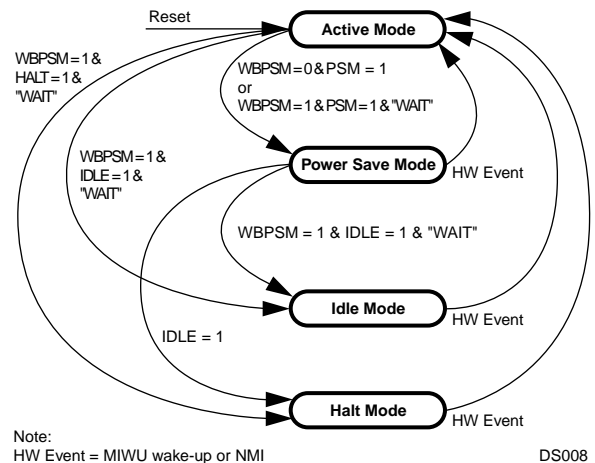 Reset
Active Mode
WBPSM=1&
HALT=1&
"WAIT"
WBPSM=0&PSM = 1
or
WBPSM=1&PSM=1&"WAIT"
WBPSM=1&
IDLE=1&
"WAIT"
Power Save Mode
HW Event
WBPSM = 1 & IDLE = 1 & "WAIT"
Idle Mode
HW Event
IDLE = 1
Halt Mode
HW Event
Note:
HW Event = MIWU wake-up or NMI
DS008